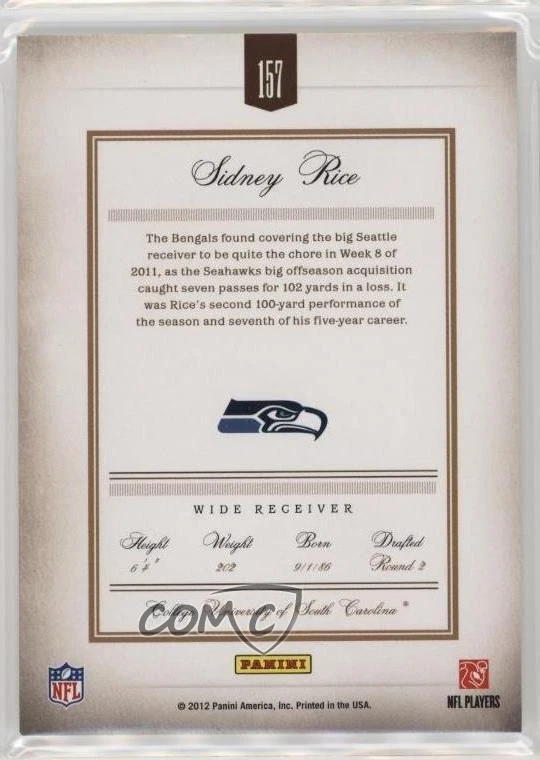 157
Sidney Rice
The Bengals found covering the big Seattle
receiver to be quite the chore in Week 8 of
2011, as the Seahawks big offseason acquisition
caught seven passes for 102 yards in a loss. It
was Rice's second 100-yard performance of
the season and seventh of his five-year career.
WIDE RECEIVER
Height Weight Born Drafted
6'4" 202 9/1/86 Round 2
College University of South Carolina ®
COMC
PANINI
NFL
© 2012 Panini America, Inc. Printed in the USA.
NFL PLAYERS